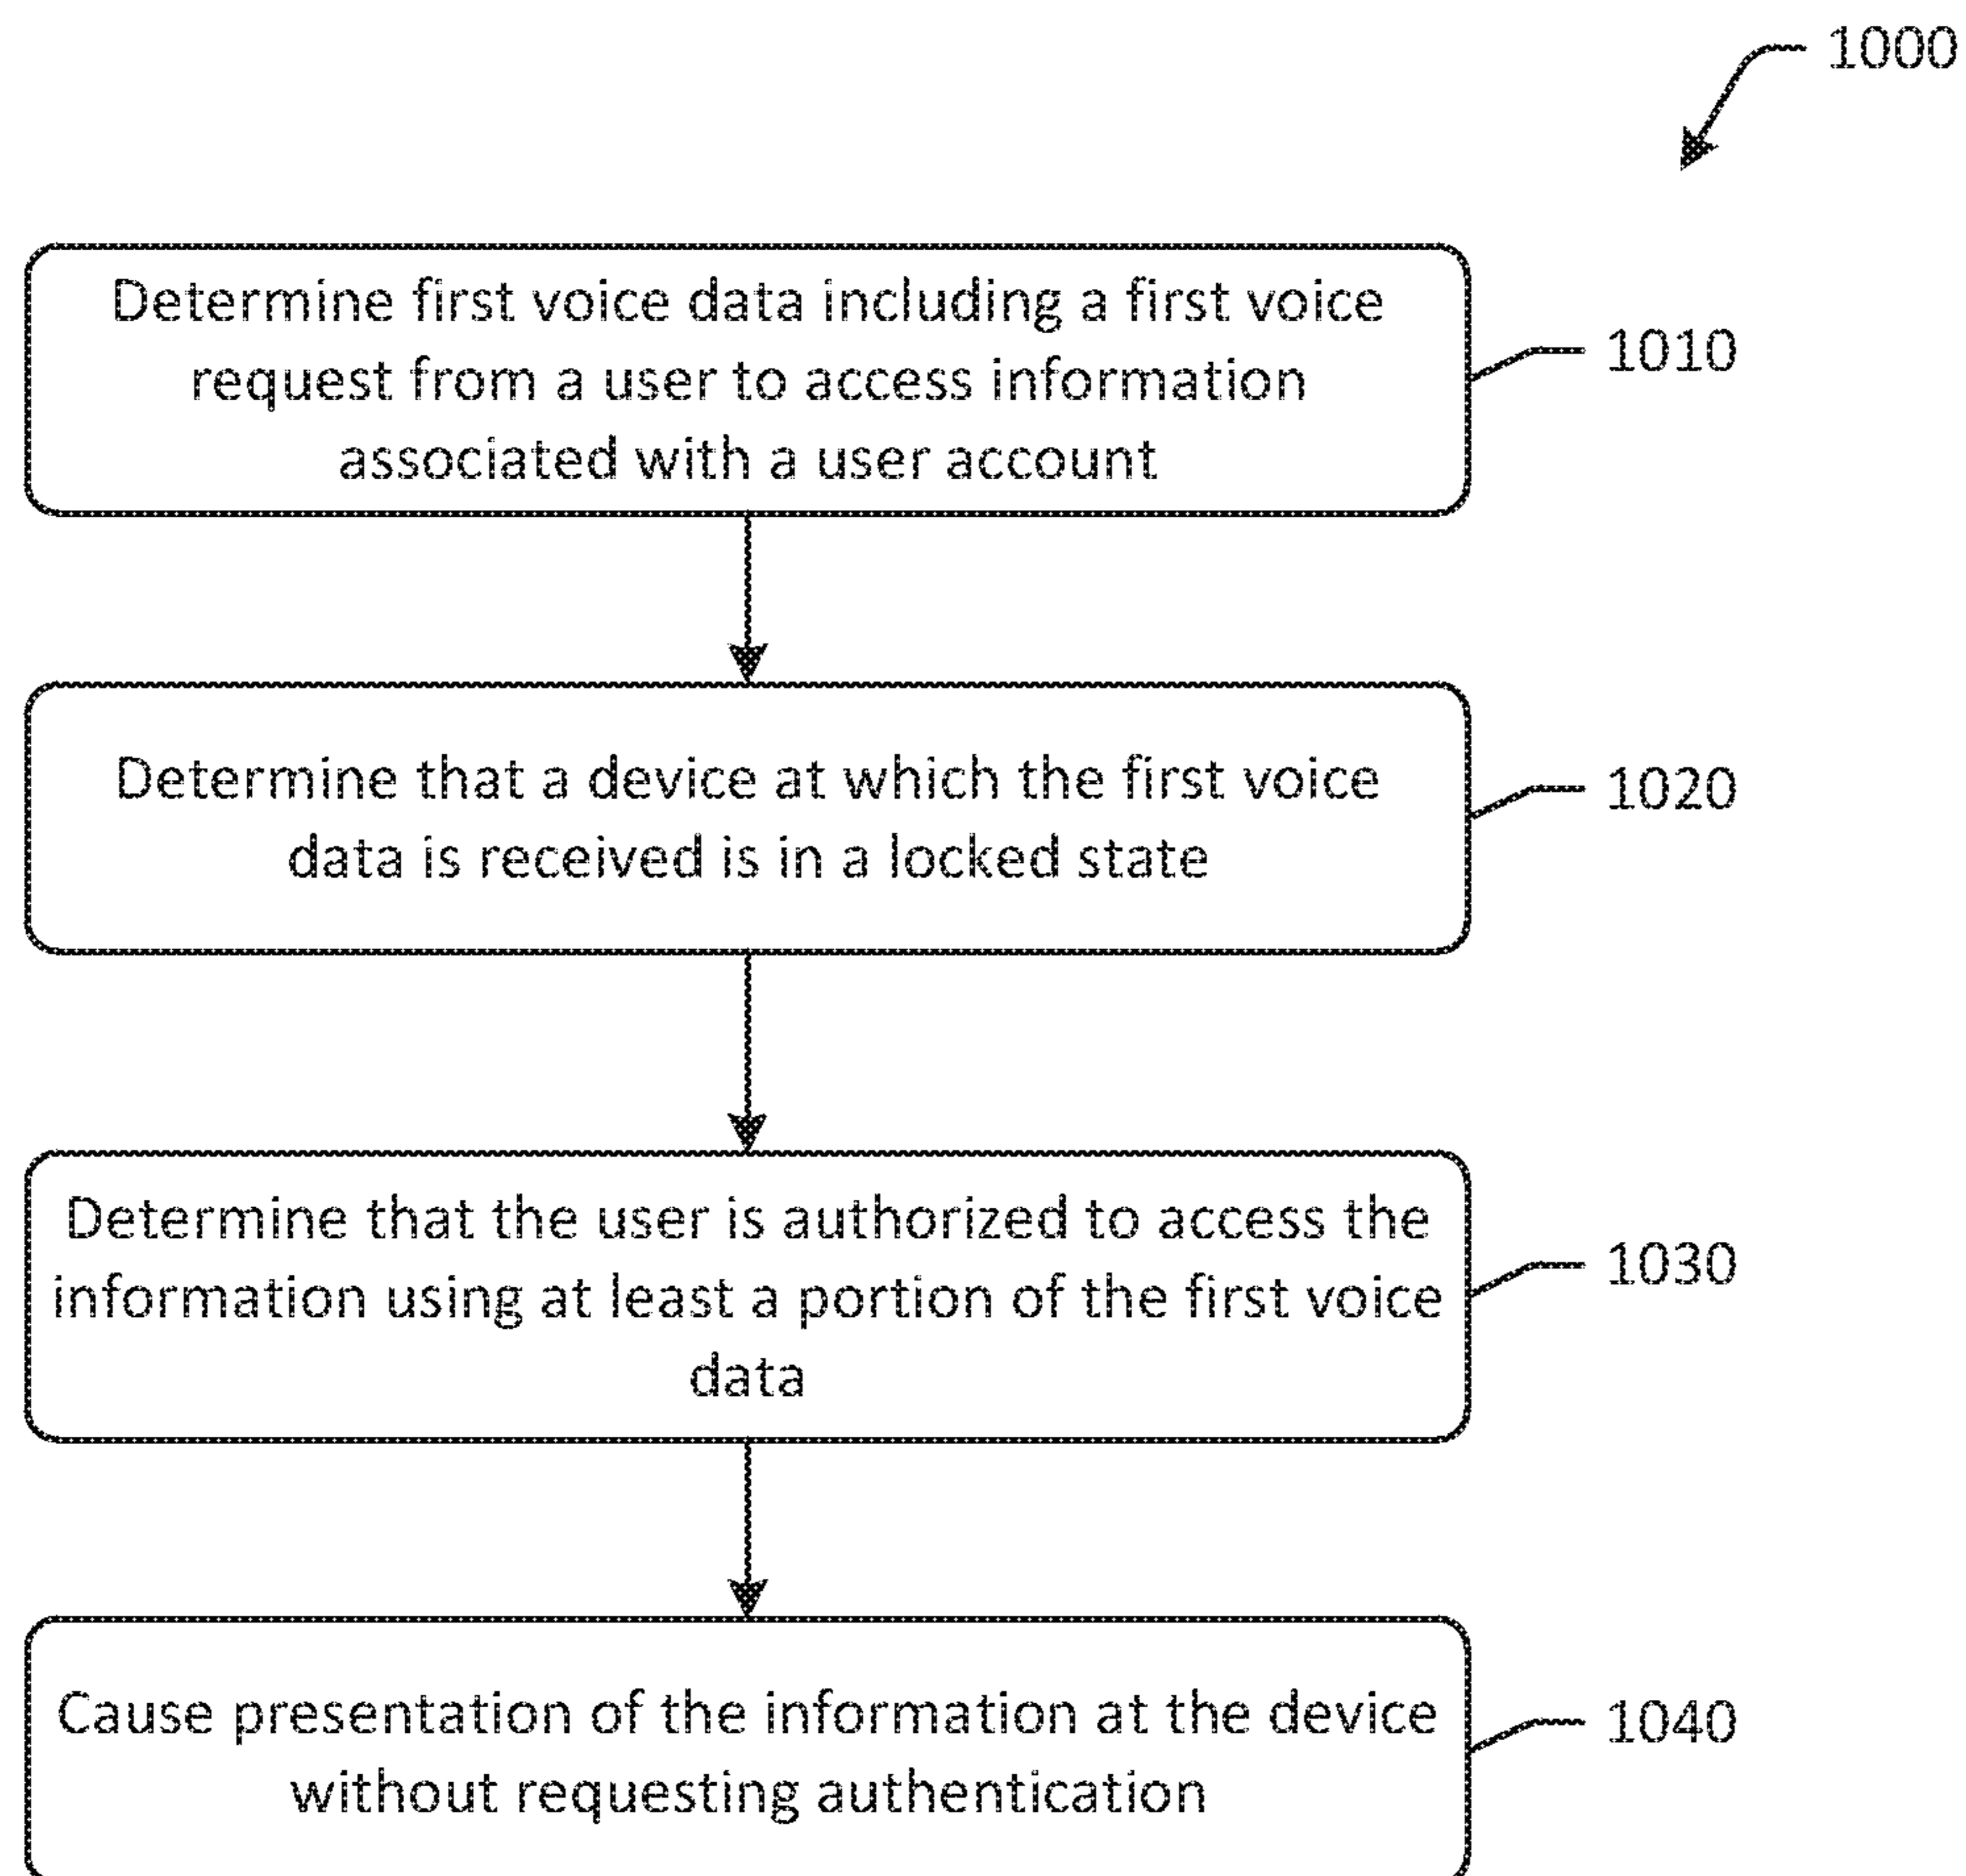 1000
Determine first voice data including a first voice
request from a user to access information
associated with a user account
1010
Determine that a device at which the first voice
data is received is in a locked state
1020
Determine that the user is authorized to access the
information using at least a portion of the first voice
data
1030
Cause presentation of the information at the device
without requesting authentication
1040